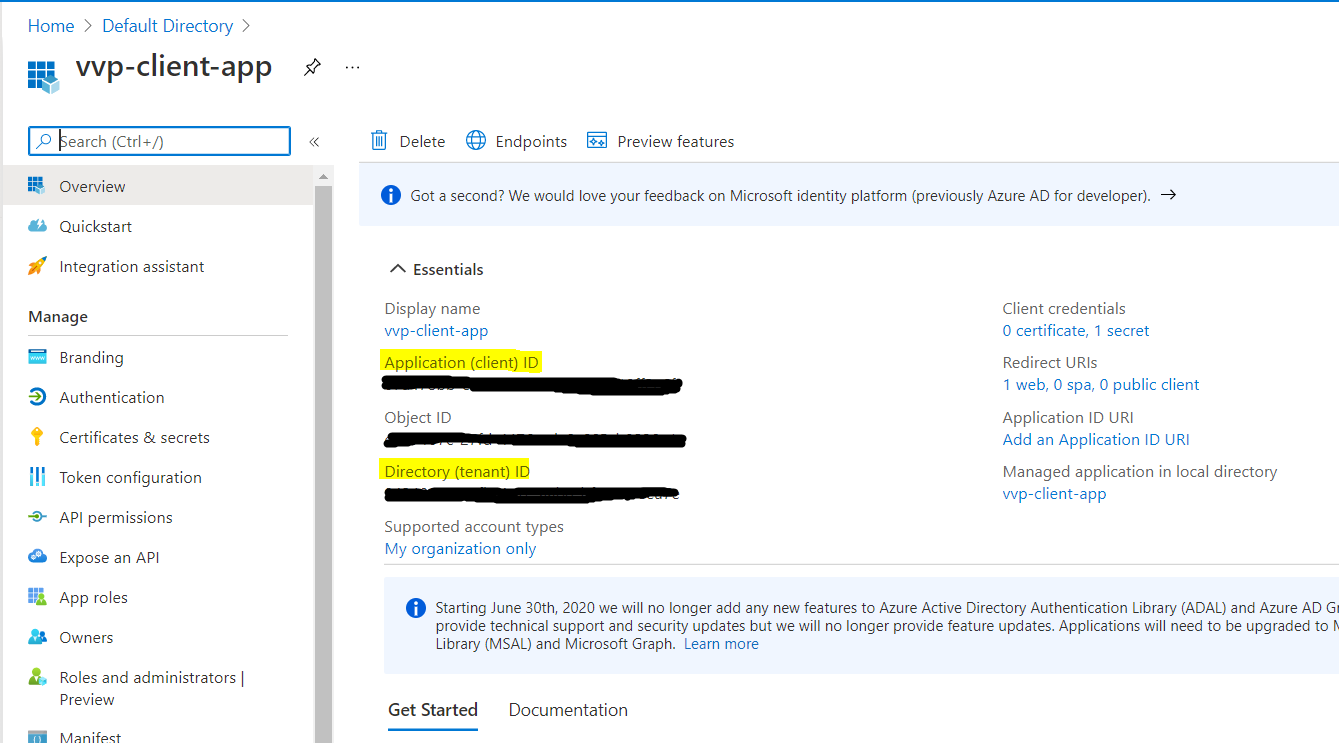 Home > Default Directory >
vvp-client-app ...
Search (Ctrl+/) «
Overview
Quickstart
Integration assistant
Manage
Branding
Authentication
Certificates & secrets
Token configuration
API permissions
Expose an API
App roles
Owners
Roles and administrators |
Preview
Manifest
Delete Endpoints Preview features
Got a second? We would love your feedback on Microsoft identity platform (previously Azure AD for developer). →
Essentials
Display name
vvp-client-app
Application (client) ID
Object ID
Directory (tenant) ID
Supported account types
My organization only
Client credentials
0 certificate, 1 secret
Redirect URIs
1 web, 0 spa, 0 public client
Application ID URI
Add an Application ID URI
Managed application in local directory
vvp-client-app
Starting June 30th, 2020 we will no longer add any new features to Azure Active Directory Authentication Library (ADAL) and Azure AD
provide technical support and security updates but we will no longer provide feature updates. Applications will need to be upgraded to
Library (MSAL) and Microsoft Graph. Learn more
Get Started Documentation